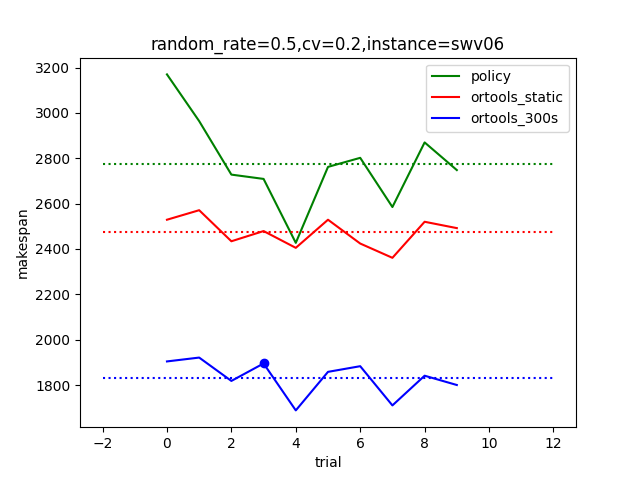 random_rate=0.5,cv=0.2,instance=swv06
policy
ortools_static
ortools_300s
makespan
3200
3000
2800
2600
2400
2200
2000
1800
−2
0
2
4
6
8
10
12
trial